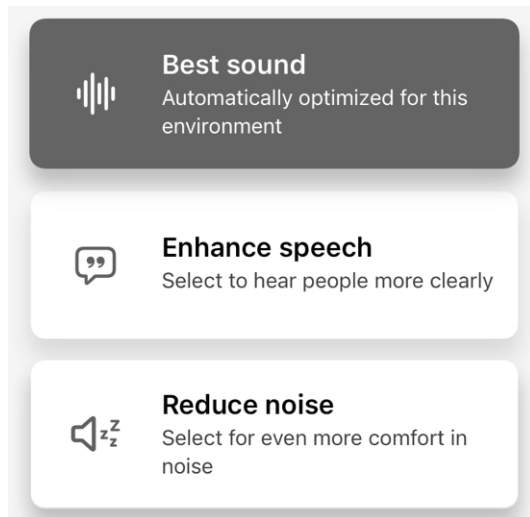 Best sound
Automatically optimized for this
environment
Enhance speech
Select to hear people more clearly
Reduce noise
Select for even more comfort in
noise